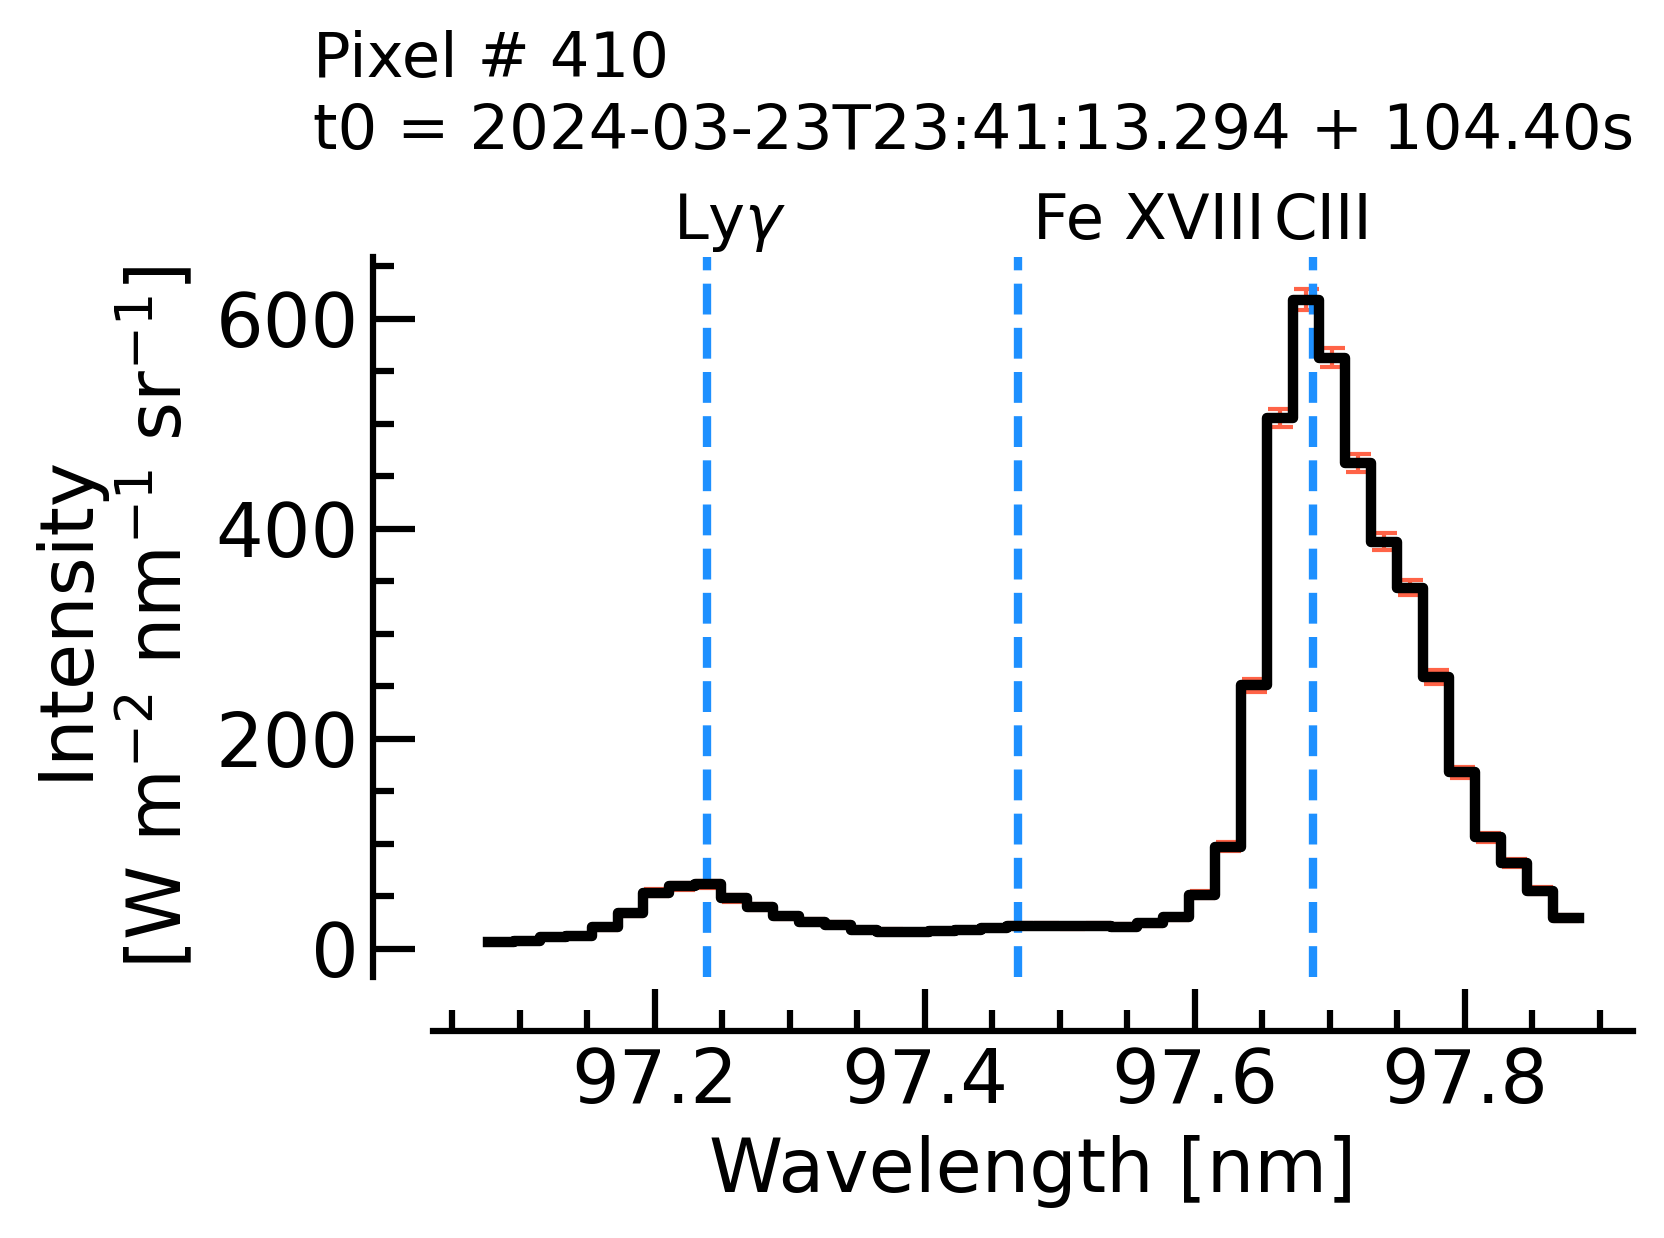 Pixel # 410
t0 = 2024-03-23T23:41:13.294 + 104.40s
Lyγ Fe XVIII CIII
Intensity
[W m⁻² nm⁻¹ sr⁻¹]
600
400
200
0
97.2 97.4 97.6 97.8
Wavelength [nm]